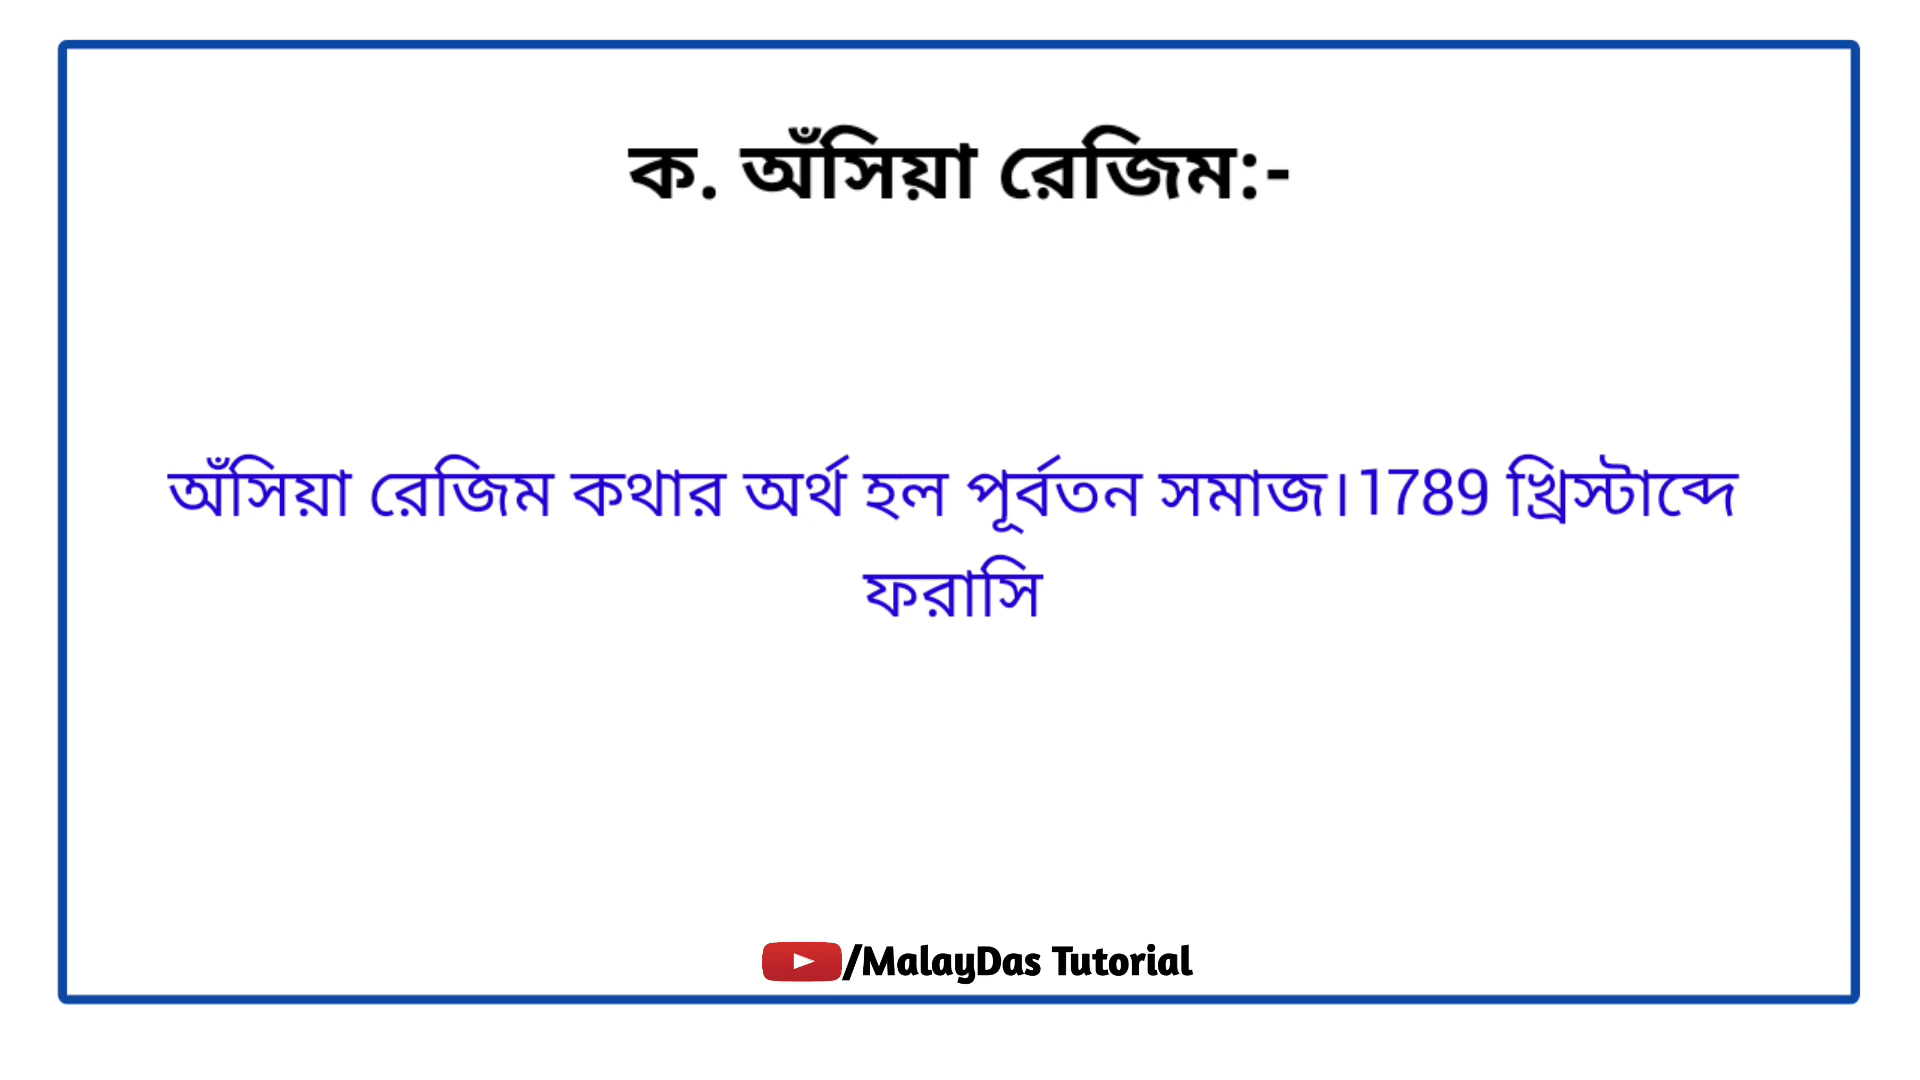 ক. অঁসিয়া রেজিম:-
অঁসিয়া রেজিম কথার অর্থ হল পূর্বতন সমাজ।1789 খ্রিস্টাব্দে
ফরাসি
/MalayDas Tutorial